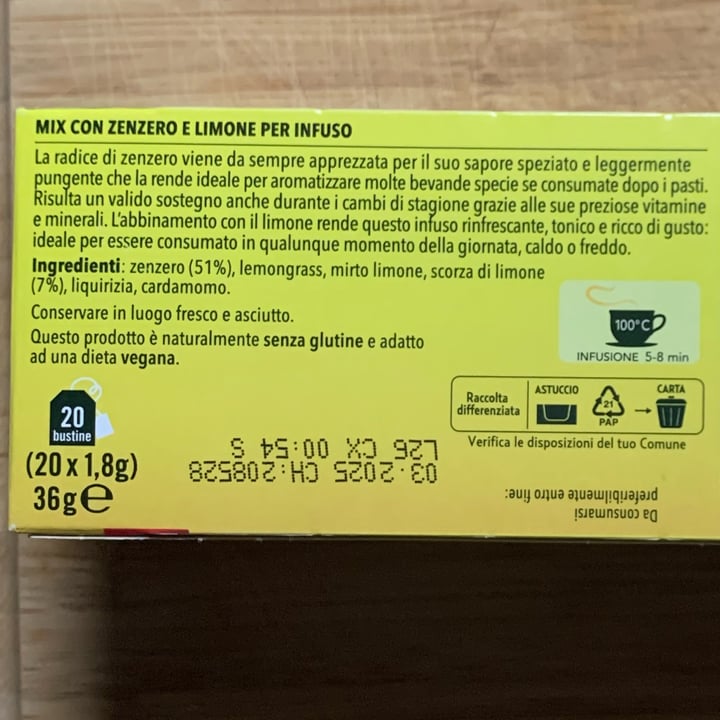 MIX CON ZENZERO E LIMONE PER INFUSO
La radice di zenzero viene da sempre apprezzata per il suo sapore speziato e leggermente
pungente che la rende ideale per aromatizzare molte bevande specie se consumate dopo i pasti.
Risulta un valido sostegno anche durante i cambi di stagione grazie alle sue preziose vitamine
e minerali. L'abbinamento con il limone rende questo infuso rinfrescante, tonico e ricco di gusto:
ideale per essere consumato in qualunque momento della giornata, caldo o freddo.
Ingredienti: zenzero (51%), lemongrass, mirto limone, scorza di limone
(7%), liquirizia, cardamomo.
Conservare in luogo fresco e asciutto.
Questo prodotto è naturalmente senza glutine e adatto
ad una dieta vegana.
100°C
INFUSIONE 5-8 min
Raccolta
differenziata
ASTUCCIO
21
PAP
CARTA
Verifica le disposizioni del tuo Comune
20
bustine
(20 x 1,8g)
36g e
03.2025 CH:208528
L26 CX 00:54 S
Da consumarsi
preferibilmente entro fine: